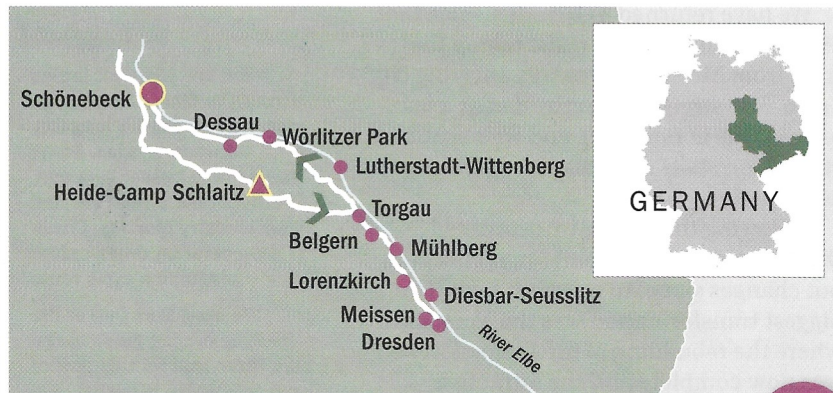 Schönebeck
Dessau
Wörlitzer Park
Lutherstadt-Wittenberg
Heide-Camp Schlaitz
Torgau
Belgern
Mühlberg
Lorenzkirch
Diesbar-Seusslitz
Meissen
Dresden
River Elbe
GERMANY